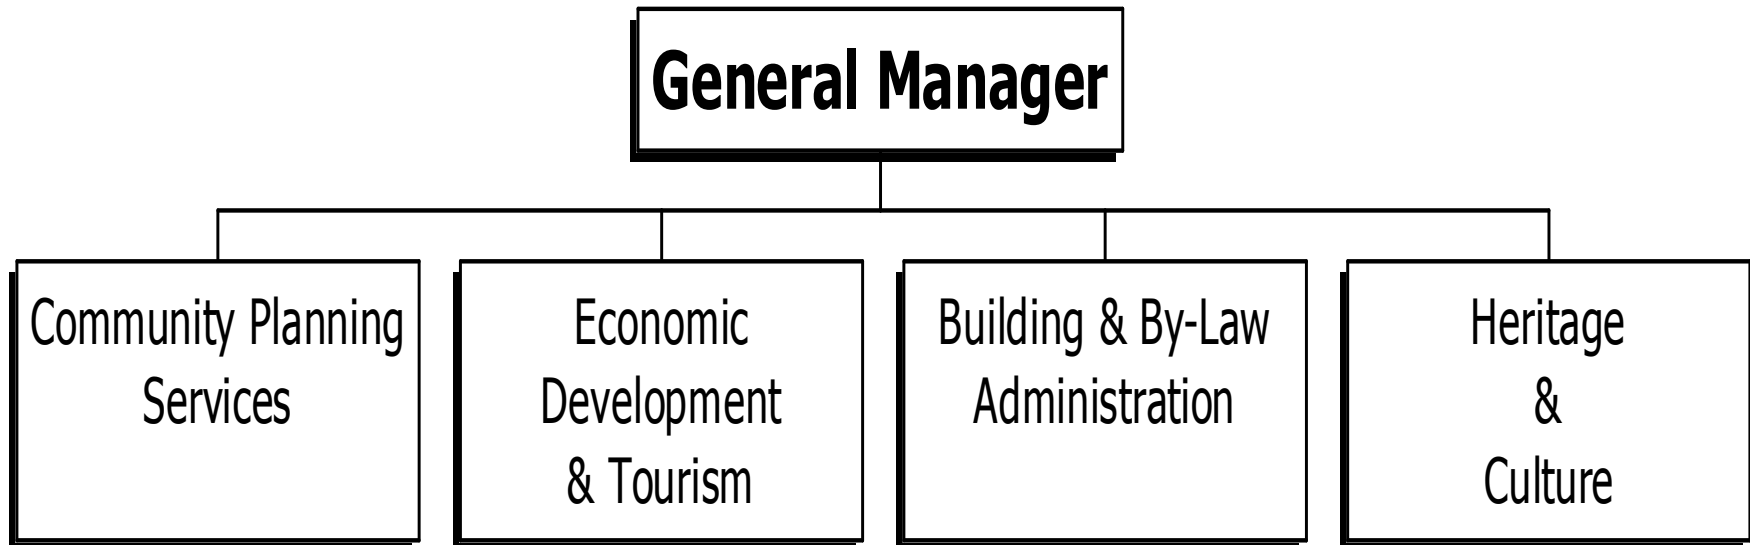 General Manager
Community Planning
Services
Economic
Development
& Tourism
Building & By-Law
Administration
Heritage
&
Culture